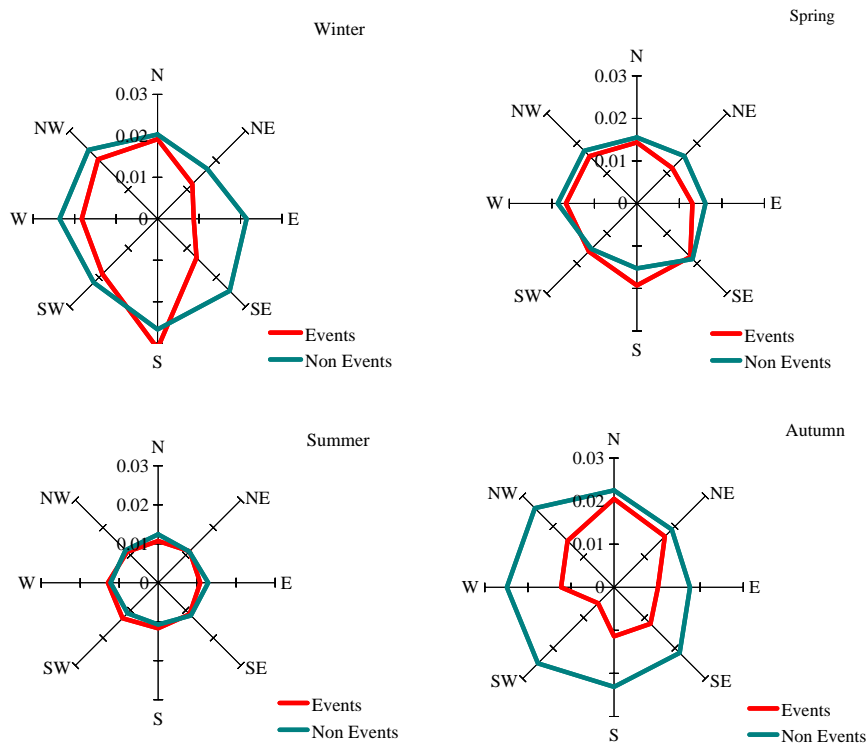 Winter
N
0.03
NW
NE
0.02
0.01
W
0
E
SW
SE
S
Events
Non Events
Spring
N
0.03
NW
NE
0.02
0.01
W
0
E
SW
SE
S
Events
Non Events
Summer
N
0.03
NW
NE
0.02
0.01
W
0
E
SW
SE
S
Events
Non Events
Autumn
N
0.03
NW
NE
0.02
0.01
W
0
E
SW
SE
S
Events
Non Events